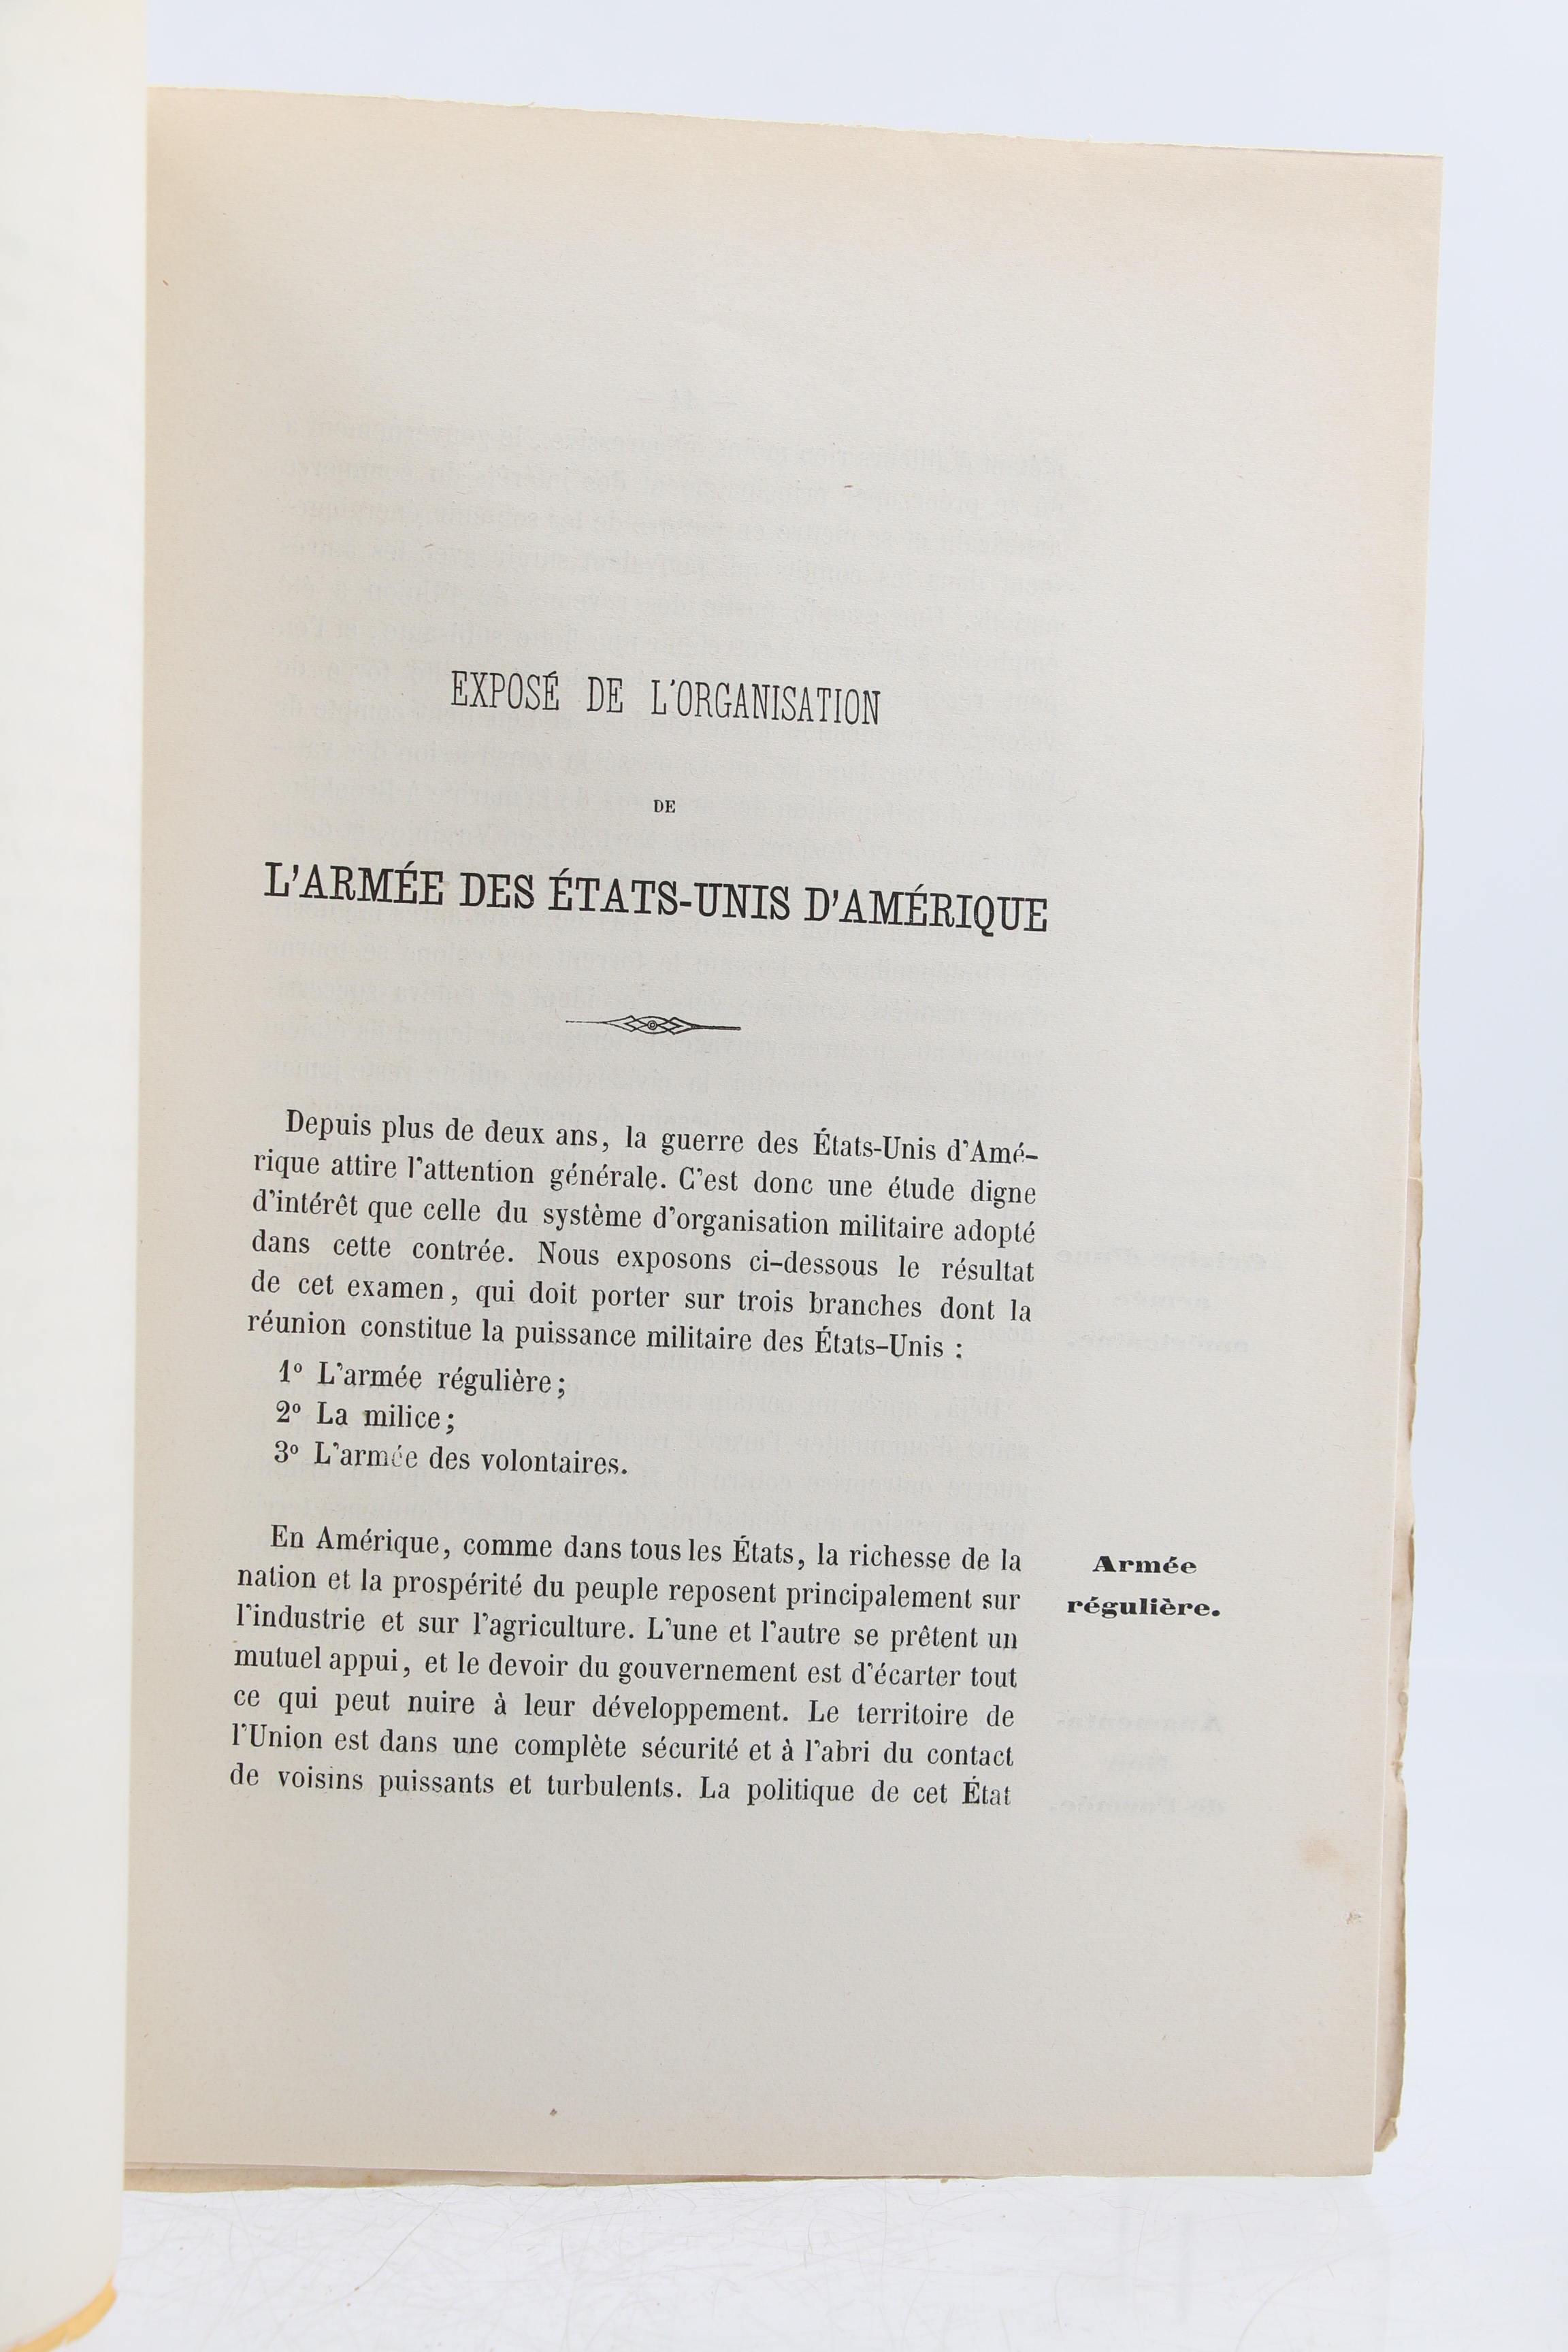 EXPOSÉ DE L'ORGANISATION
DE
L'ARMÉE DES ÉTATS-UNIS D'AMÉRIQUE
Depuis plus de deux ans, la guerre des États-Unis d'Amé-
rique attire l'attention générale. C'est donc une étude digne
d'intérêt que celle du système d'organisation militaire adopté
dans cette contrée. Nous exposons ci-dessous le résultat
de cet examen, qui doit porter sur trois branches dont la
réunion constitue la puissance militaire des États-Unis :
1º L'armée régulière;
2º La milice;
3º L'armée des volontaires.
En Amérique, comme dans tous les États, la richesse de la
nation et la prospérité du peuple reposent principalement sur
l'industrie et sur l'agriculture. L'une et l'autre se prêtent un
mutuel appui, et le devoir du gouvernement est d'écarter tout
ce qui peut nuire à leur développement. Le territoire de
l'Union est dans une complète sécurité et à l'abri du contact
de voisins puissants et turbulents. La politique de cet État
Armée
régulière.